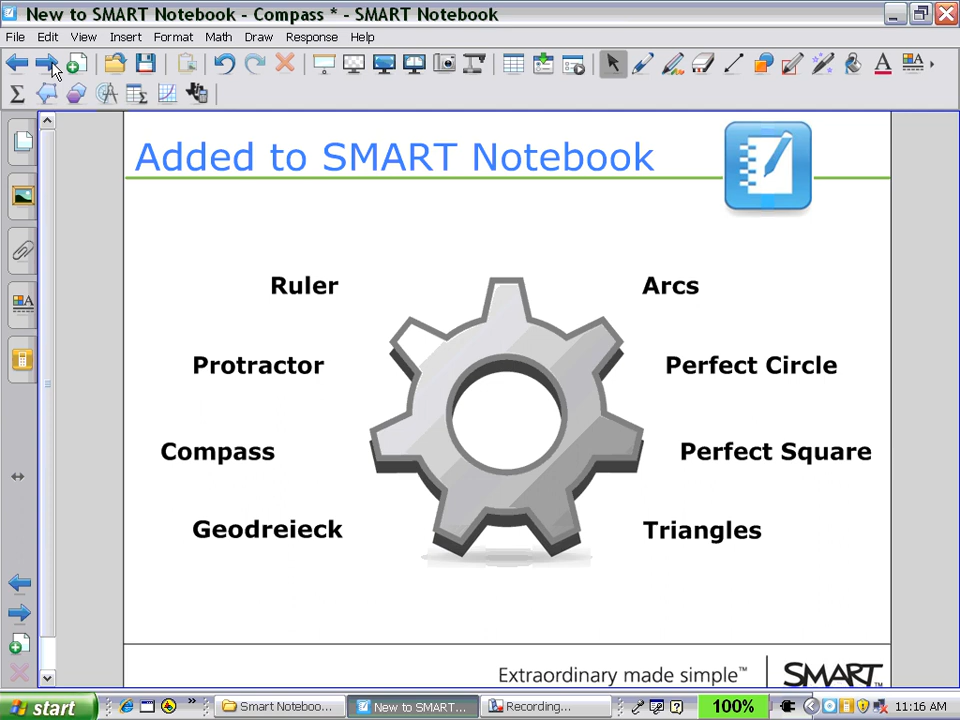 New to SMART Notebook - Compass * - SMART Notebook
File Edit View Insert Format Math Draw Response Help
Added to SMART Notebook
Ruler
Arcs
Protractor
Perfect Circle
Compass
Perfect Square
Geodreieck
Triangles
Extraordinary made simple™
SMART
start
Smart Noteboo...
New to SMART...
Recording...
100%
11:16 AM